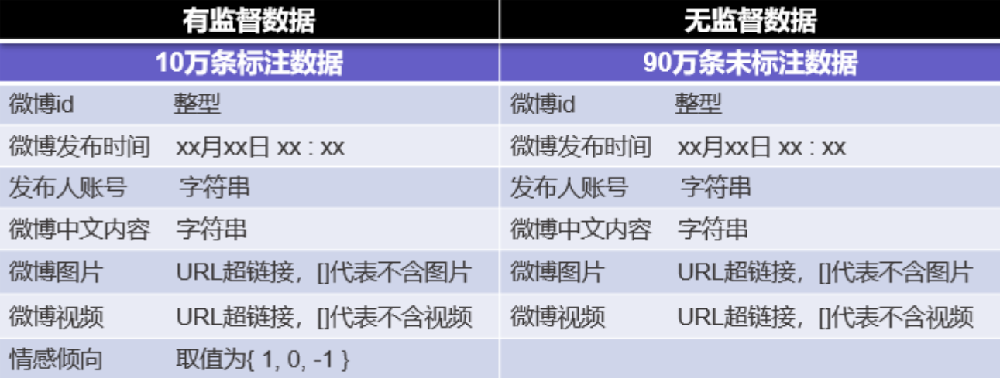 有监督数据 无监督数据
10万条标注数据 90万条未标注数据
微博id 整型 微博id 整型
微博发布时间 xx月xx日 xx : xx 微博发布时间 xx月xx日 xx : xx
发布人账号 字符串 发布人账号 字符串
微博中文内容 字符串 微博中文内容 字符串
微博图片 URL超链接，[]代表不含图片 微博图片 URL超链接，[]代表不含图片
微博视频 URL超链接，[]代表不含视频 微博视频 URL超链接，[]代表不含视频
情感倾向 取值为{ 1, 0, -1 }